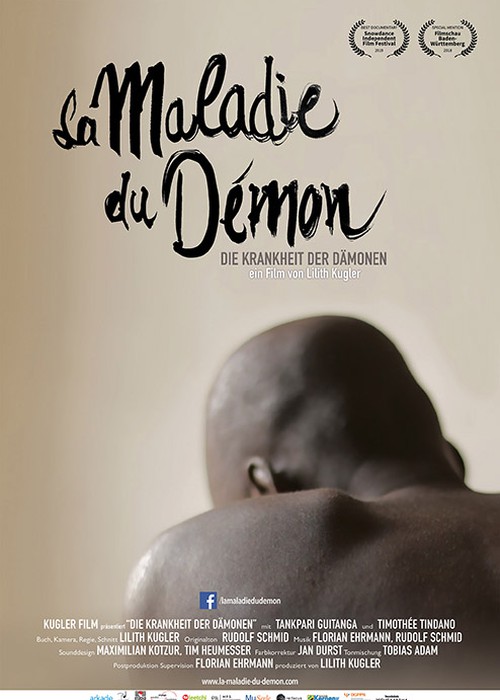 BEST DOCUMENTARY
Snowdance
Independent
Film Festival
2018
SPECIAL MENTION
Filmschau
Baden-
Württemberg
2018
La Maladie
du Démon
DIE KRANKHEIT DER DÄMONEN
ein Film von Lilith Kugler
f /lamaladiedudemon
KUGLER FILM präsentiert "DIE KRANKHEIT DER DÄMONEN" mit TANKPARI GUITANGA und TIMOTHÉE TINDANO
Buch, Kamera, Regie, Schnitt LILITH KUGLER Originalton RUDOLF SCHMID Musik FLORIAN EHRMANN, RUDOLF SCHMID
Sounddesign MAXIMILIAN KOTZUR, TIM HEUMESSER Farbkorrektur JAN DURST Tonmischung TOBIAS ADAM
Postproduktion Supervision FLORIAN EHRMANN produziert von LILITH KUGLER
www.la-maladie-du-demon.com
arkadie